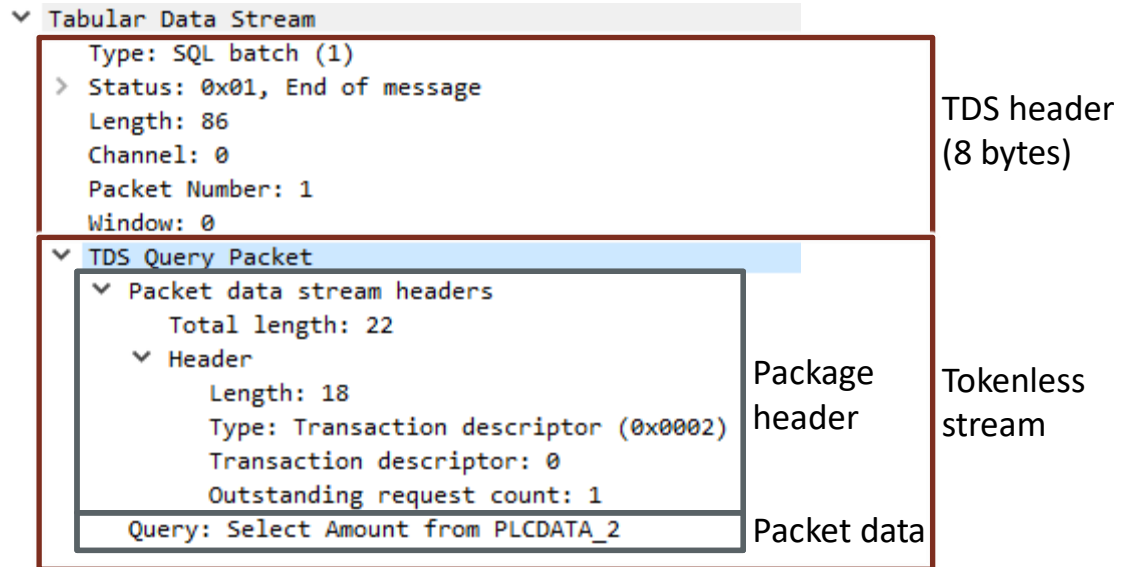 Tabular Data Stream
Type: SQL batch (1)
Status: 0x01, End of message
Length: 86
Channel: 0
Packet Number: 1
Window: 0
TDS header
(8 bytes)
TDS Query Packet
Packet data stream headers
Total length: 22
Header
Length: 18
Type: Transaction descriptor (0x0002)
Transaction descriptor: 0
Outstanding request count: 1
Package
header
Tokenless
stream
Query: Select Amount from PLCDATA_2
Packet data